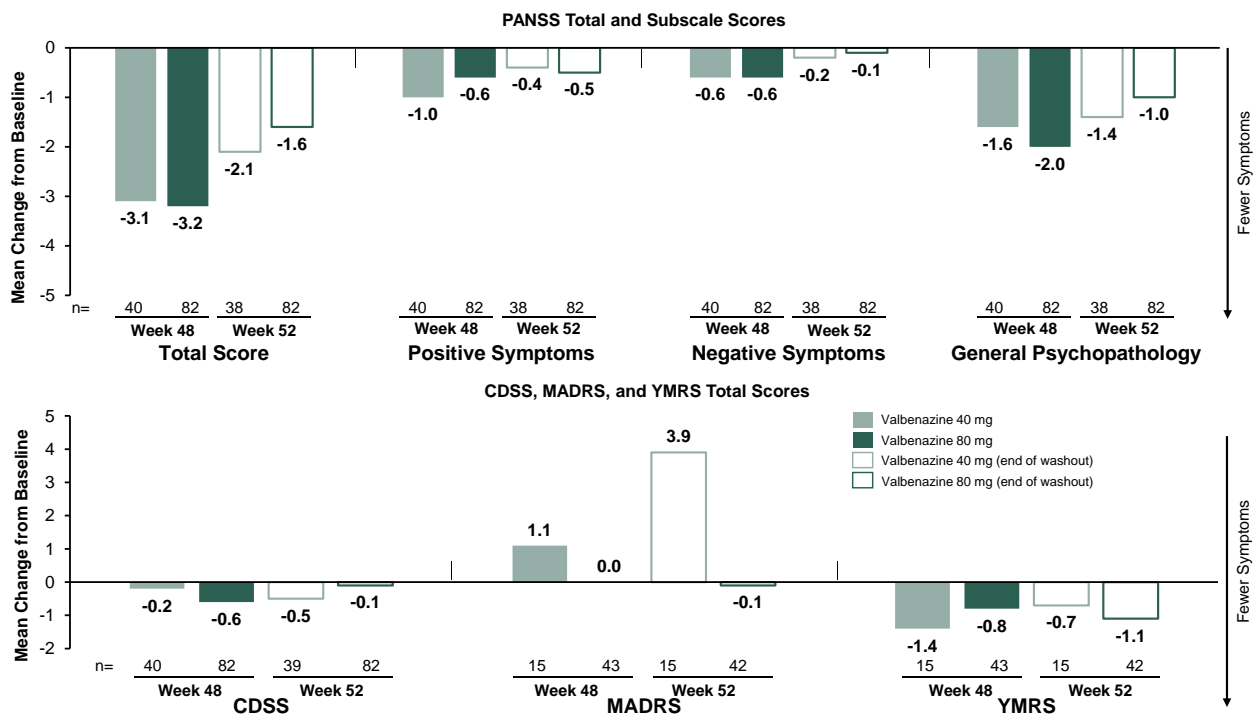 PANSS Total and Subscale Scores
Mean Change from Baseline
0
-1
-2
-3
-4
-5
-3.1
-3.2
-2.1
-1.6
-1.0
-0.6
-0.4
-0.5
-0.6
-0.6
-0.2
-0.1
-1.6
-2.0
-1.4
-1.0
Fewer Symptoms
n= 40 82 38 82 40 82 38 82 40 82 38 82 40 82 38 82
Week 48 Week 52 Week 48 Week 52 Week 48 Week 52 Week 48 Week 52
Total Score Positive Symptoms Negative Symptoms General Psychopathology
CDSS, MADRS, and YMRS Total Scores
Mean Change from Baseline
5
4
3
2
1
0
-1
-2
Valbenazine 40 mg
Valbenazine 80 mg
Valbenazine 40 mg (end of washout)
Valbenazine 80 mg (end of washout)
-0.2
-0.6
-0.5
-0.1
1.1
0.0
3.9
-0.1
-1.4
-0.8
-0.7
-1.1
Fewer Symptoms
n= 40 82 39 82 15 43 15 42 15 43 15 42
Week 48 Week 52 Week 48 Week 52 Week 48 Week 52
CDSS MADRS YMRS